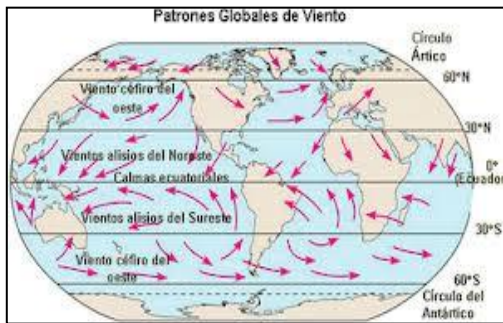 Patrones Globales de Viento
Círculo
Ártico
60°N
Viento céfiro del
oeste
30°N
Vientos alisios del Noreste
0°
Calmas ecuatoriales
(Ecuador)
Vientos alisios del Sureste
30°S
Viento céfiro del
oeste
60°S
Círculo del
Antártico